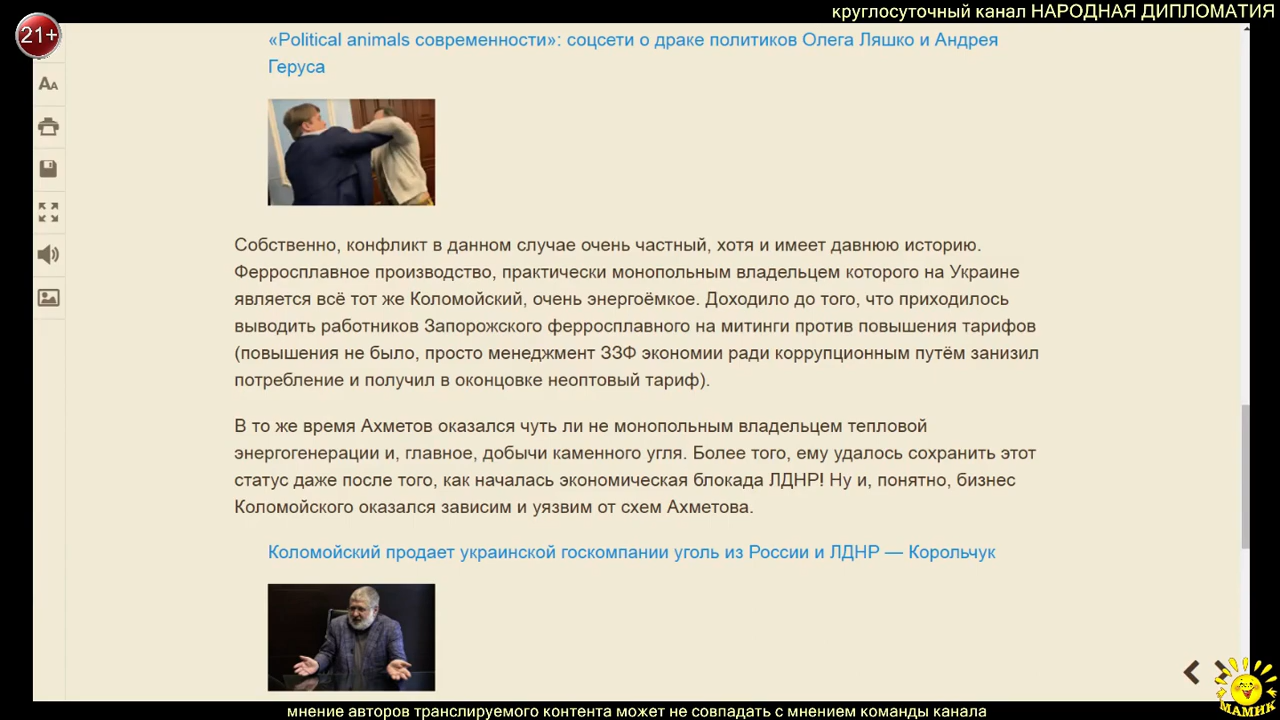 круглосуточный канал НАРОДНАЯ ДИПЛОМАТИЯ
21+
«Political animals современности»: соцсети о драке политиков Олега Ляшко и Андрея
Геруса
AA
Собственно, конфликт в данном случае очень частный, хотя и имеет давнюю историю.
Ферросплавное производство, практически монопольным владельцем которого на Украине
является всё тот же Коломойский, очень энергоёмкое. Доходило до того, что приходилось
выводить работников Запорожского ферросплавного на митинги против повышения тарифов
(повышения не было, просто менеджмент ЗЗФ экономии ради коррупционным путём занизил
потребление и получил в оконцовке неоптовый тариф).
В то же время Ахметов оказался чуть ли не монопольным владельцем тепловой
энергогенерации и, главное, добычи каменного угля. Более того, ему удалось сохранить этот
статус даже после того, как началась экономическая блокада ЛДНР! Ну и, понятно, бизнес
Коломойского оказался зависим и уязвим от схем Ахметова.
Коломойский продает украинской госкомпании уголь из России и ЛДНР — Корольчук
МАМИК
мнение авторов транслируемого контента может не совпадать с мнением команды канала